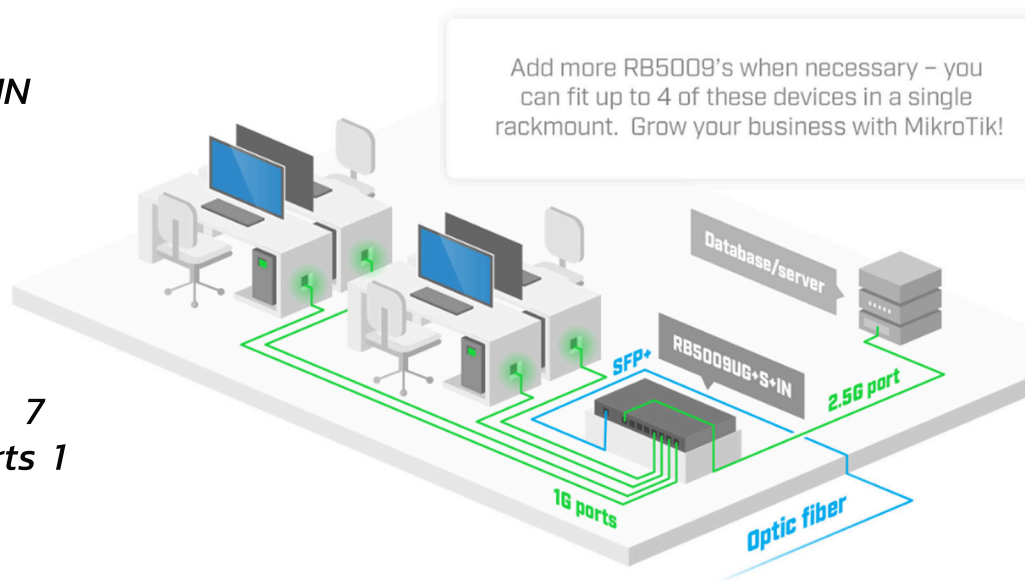 IN
7
rts 1
Add more RB5009's when necessary – you
can fit up to 4 of these devices in a single
rackmount. Grow your business with MikroTik!
Database/server
RB5009UG+S+IN
SFP+
2.5G port
1G ports
Optic fiber